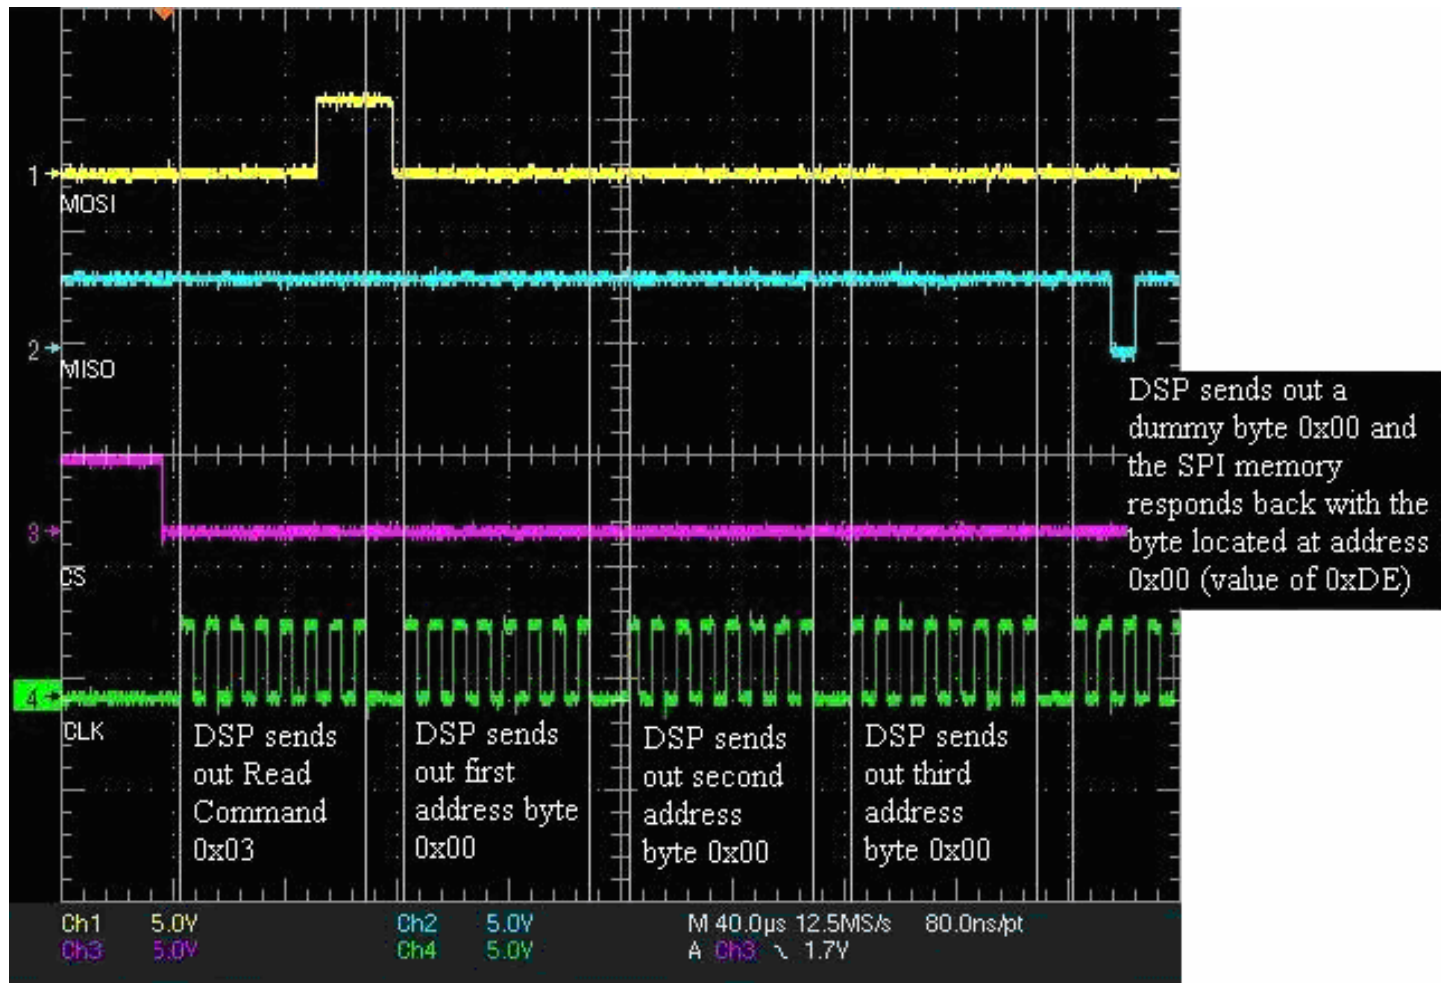 1
MOSI
2
MISO
DSP sends out a
dummy byte 0x00 and
the SPI memory
responds back with the
byte located at address
0x00 (value of 0xDE)
3
CS
4
CLK
DSP sends
out Read
Command
0x03
DSP sends
out first
address byte
0x00
DSP sends
out second
address
byte 0x00
DSP sends
out third
address
byte 0x00
Ch1 5.0V Ch2 5.0V M 40.0µs 12.5MS/s 80.0ns/pt
Ch3 5.0V Ch4 5.0V A Ch3 1.7V